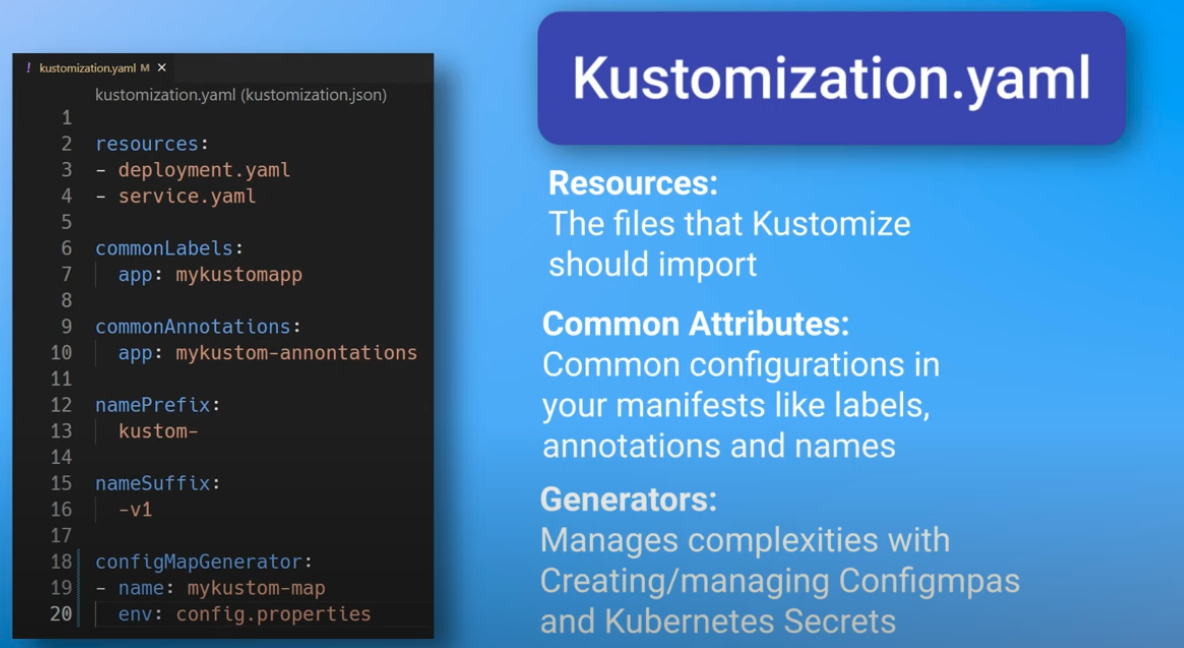 ! kustomization.yaml M ×
kustomization.yaml (kustomization.json)
1
2 resources:
3 - deployment.yaml
4 - service.yaml
5
6 commonLabels:
7 app: mykustomapp
8
9 commonAnnotations:
10 app: mykustom-annontations
11
12 namePrefix:
13 kustom-
14
15 nameSuffix:
16 -v1
17
18 configMapGenerator:
19 - name: mykustom-map
20 env: config.properties
Kustomization.yaml
Resources:
The files that Kustomize
should import
Common Attributes:
Common configurations in
your manifests like labels,
annotations and names
Generators:
Manages complexities with
Creating/managing Configmpas
and Kubernetes Secrets